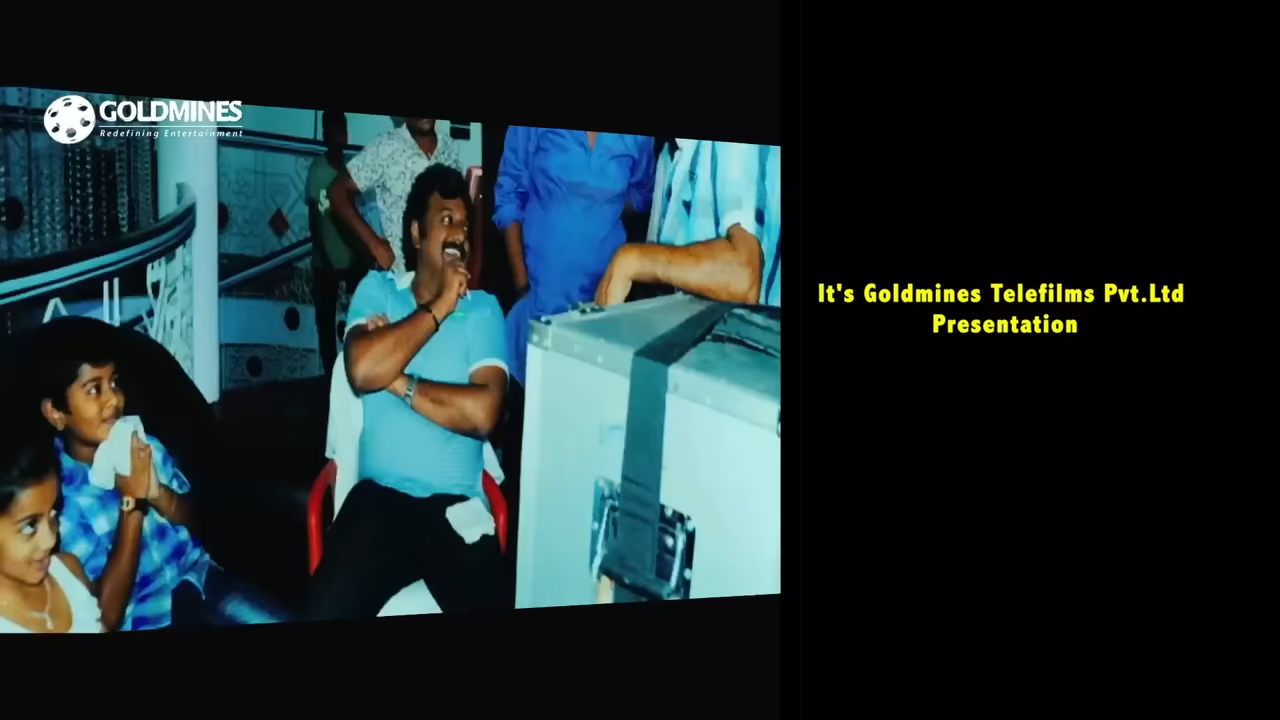 GOLDMINES
Redefining Entertainment
It's Goldmines Telefilms Pvt.Ltd
Presentation